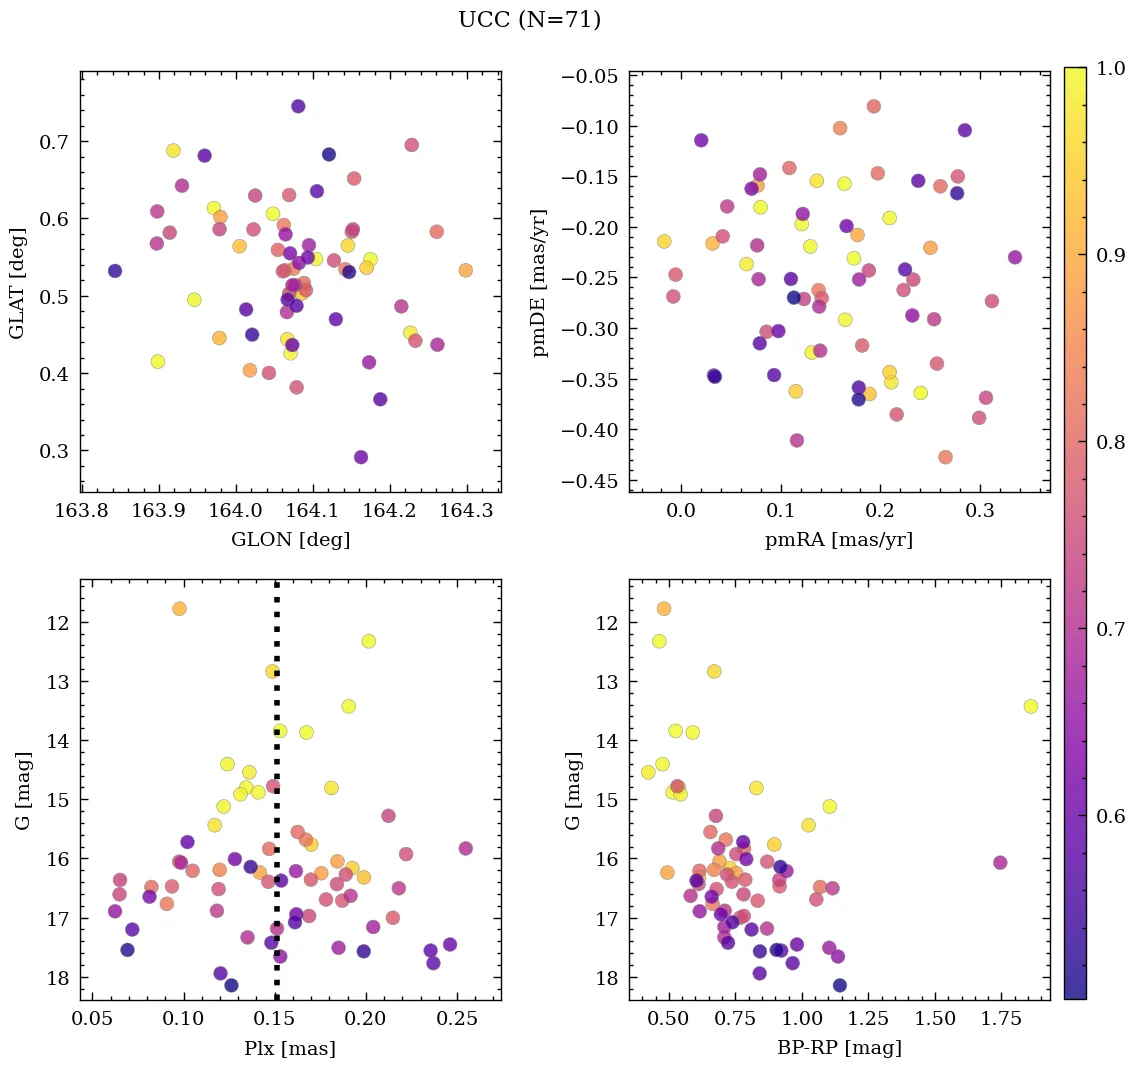 UCC (N=71)
0.7
0.6
0.5
0.4
0.3
GLAT [deg]
163.8 163.9 164.0 164.1 164.2 164.3
GLON [deg]
−0.05
−0.10
−0.15
−0.20
−0.25
−0.30
−0.35
−0.40
−0.45
pmDE [mas/yr]
0.0 0.1 0.2 0.3
pmRA [mas/yr]
12
13
14
15
16
17
18
G [mag]
0.05 0.10 0.15 0.20 0.25
Plx [mas]
12
13
14
15
16
17
18
G [mag]
0.50 0.75 1.00 1.25 1.50 1.75
BP-RP [mag]
1.0
0.9
0.8
0.7
0.6